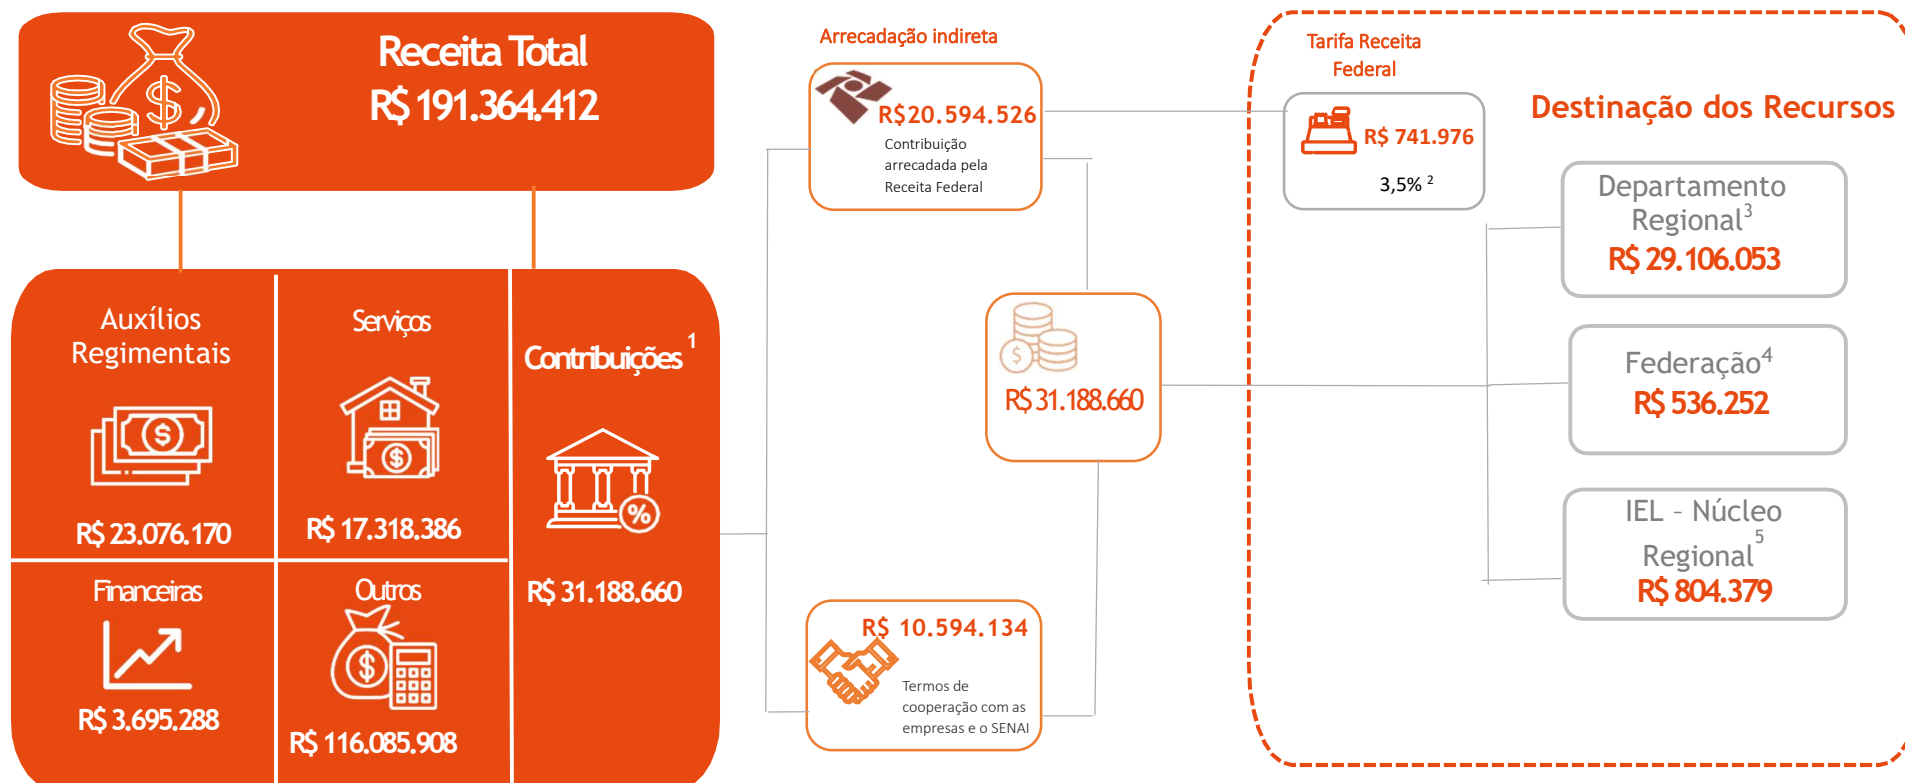 Receita Total
R$ 191.364.412
Auxílios
Regimentais
R$ 23.076.170
Serviços
R$ 17.318.386
Contribuições 1
R$ 31.188.660
Financeiras
R$ 3.695.288
Outros
R$ 116.085.908
Arrecadação indireta
R$20.594.526
Contribuição
arrecadada pela
Receita Federal
R$ 31.188.660
R$ 10.594.134
Termos de
cooperação com as
empresas e o SENAI
Tarifa Receita
Federal
R$ 741.976
3,5% 2
Destinação dos Recursos
Departamento
Regional3
R$ 29.106.053
Federação4
R$ 536.252
IEL – Núcleo
Regional5
R$ 804.379